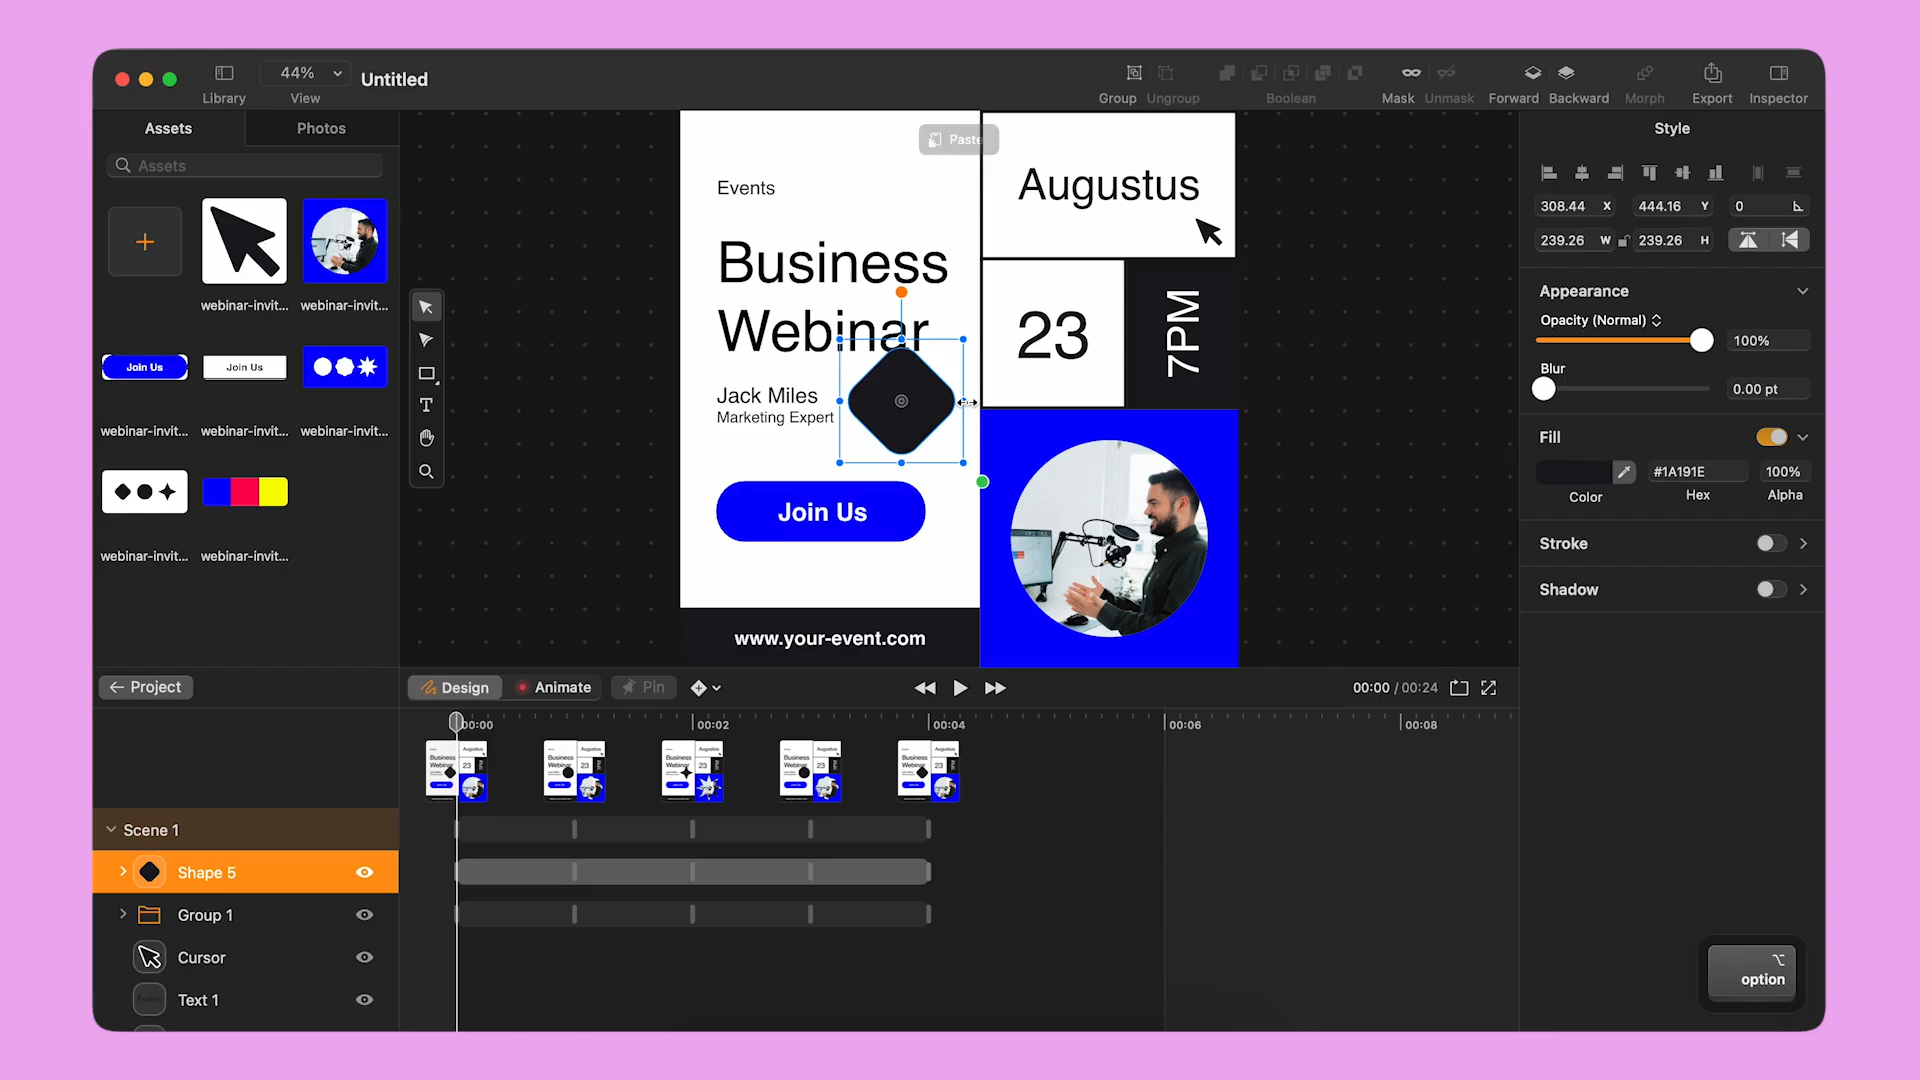 Library
44%
View
Untitled
Group
Ungroup
Boolean
Mask
Unmask
Forward
Backward
Morph
Export
Inspector
Assets
Photos
Assets
webinar-invit...
webinar-invit...
Join Us
Join Us
webinar-invit...
webinar-invit...
webinar-invit...
webinar-invit...
webinar-invit...
Events
Paste
Business
Webinar
Jack Miles
Marketing Expert
Join Us
www.your-event.com
Augustus
23
7PM
Style
308.44 X
444.16 Y
0
239.26 W
239.26 H
Appearance
Opacity (Normal)
100%
Blur
0.00 pt
Fill
#1A191E
100%
Color
Hex
Alpha
Stroke
Shadow
Project
Design
Animate
Pin
00:00 / 00:24
00:00
00:02
00:04
00:06
00:08
Scene 1
Shape 5
Group 1
Cursor
Text 1
option